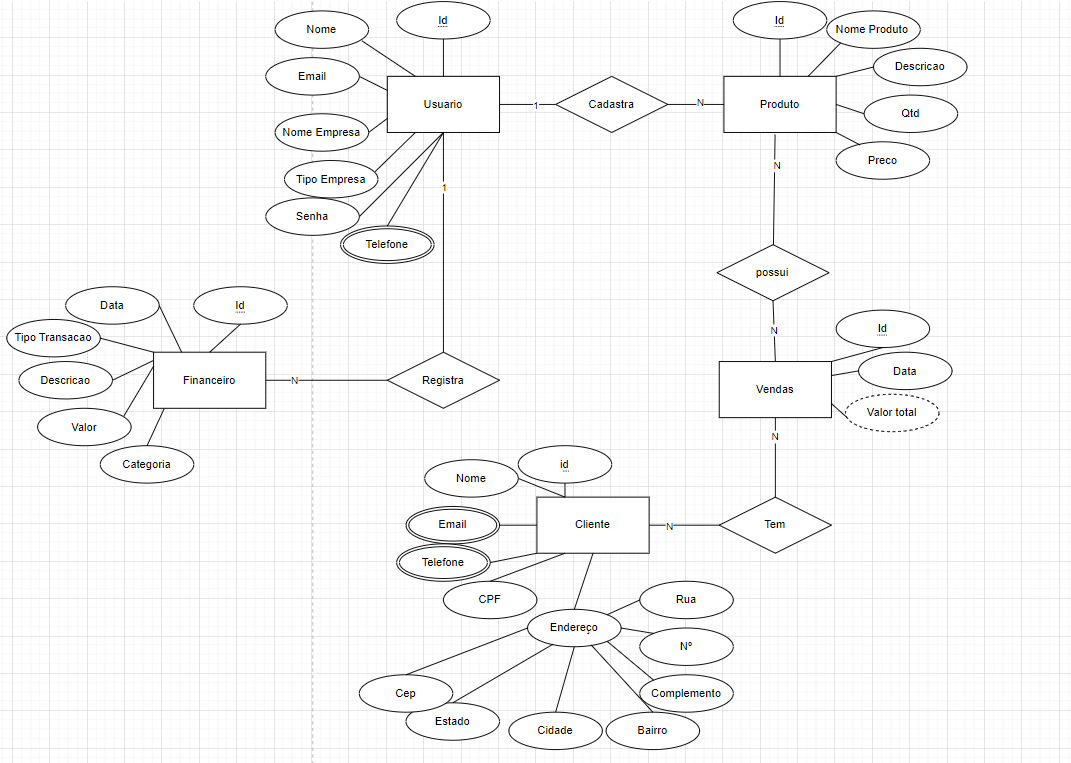 Id
Nome
Email
Usuario
Nome Empresa
Tipo Empresa
Senha
Telefone
1
Cadastra
N
Id
Nome Produto
Descricao
Produto
Qtd
Preco
N
1
possui
N
Data
Id
Tipo Transacao
Descricao
Financeiro
N
Registra
Valor
Categoria
Id
Vendas
Data
Valor total
N
Nome
id
Email
Cliente
N
Tem
Telefone
CPF
Endereço
Rua
Nº
Complemento
Cep
Estado
Cidade
Bairro